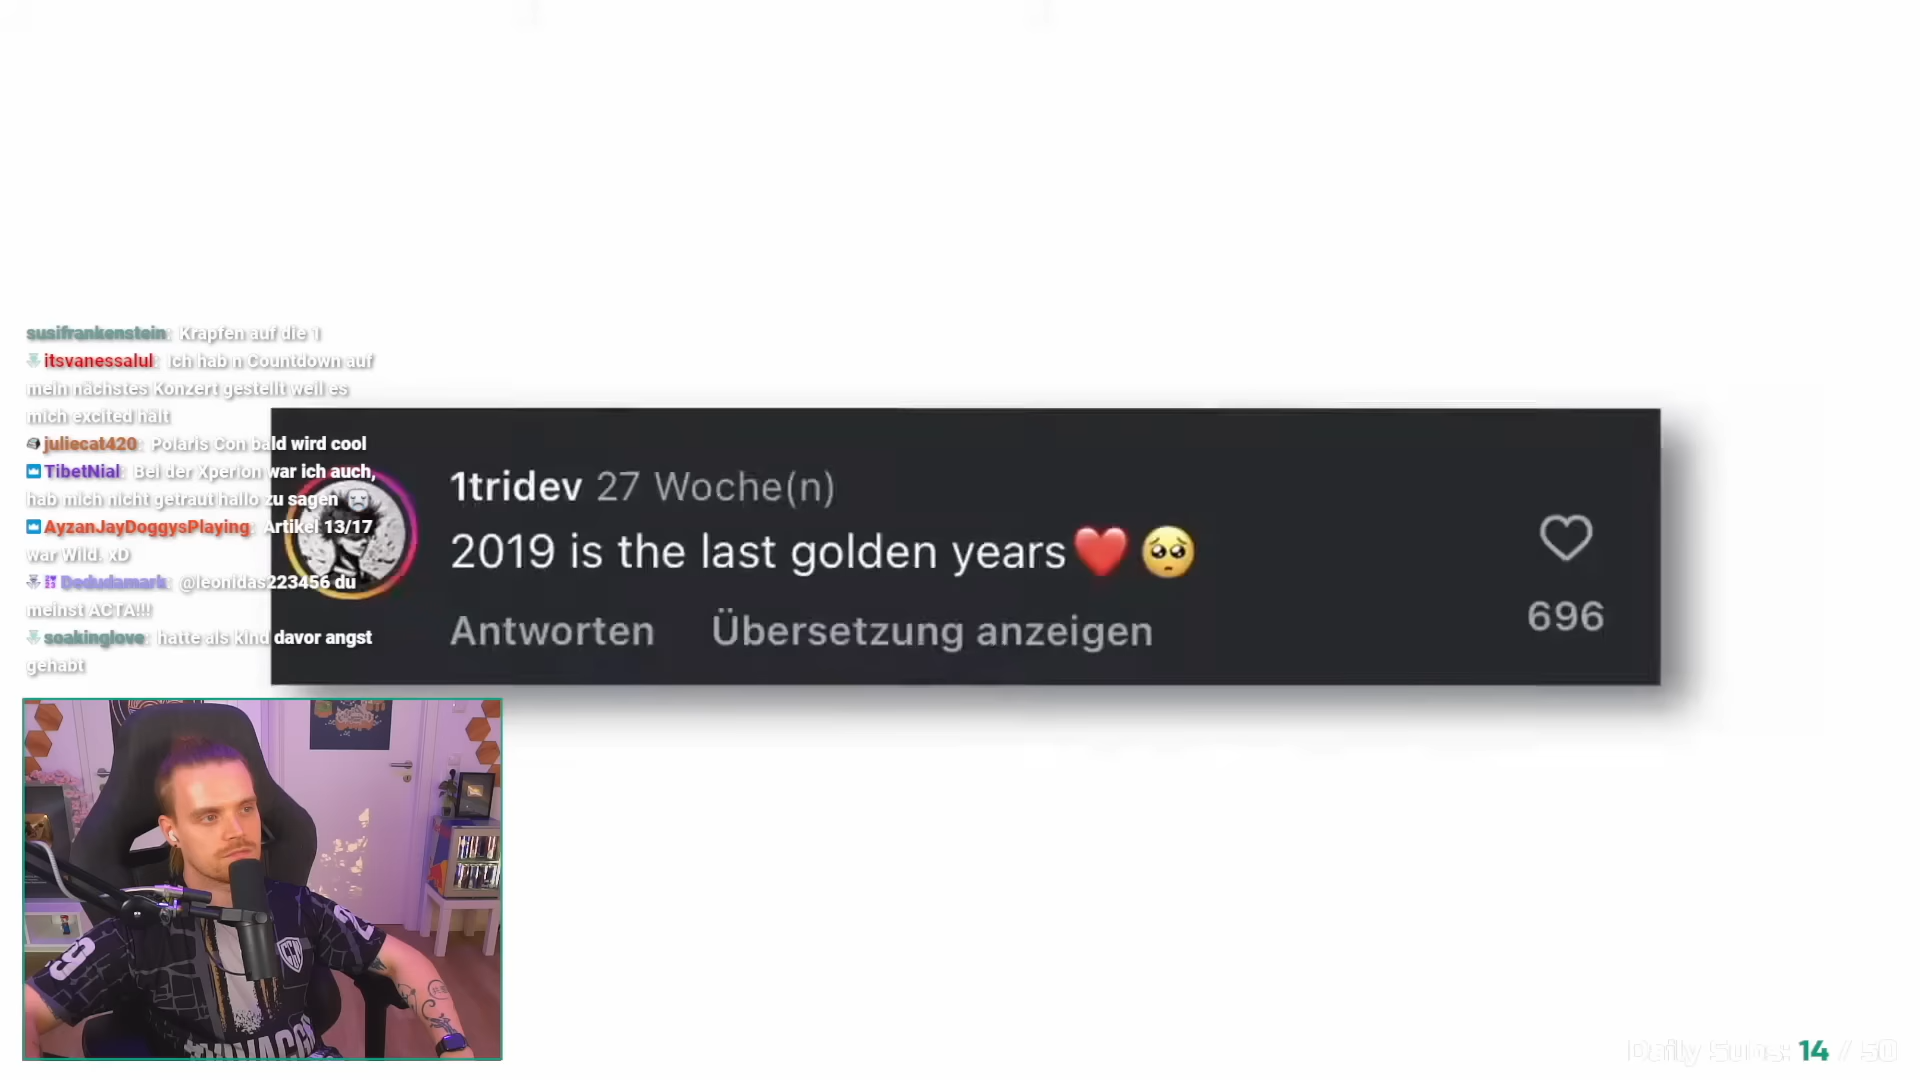 susifrankenstein: Krapfen auf die 1
itsvanessalul: Ich hab n Countdown auf
mein nächstes Konzert gestellt weil es
mich excited hält
juliecat420: Polaris Con bald wird cool
TibetNial: Bei der Xperion war ich auch,
hab mich nicht getraut hallo zu sagen
AyzanJayDoggysPlaying: Artikel 13/17
war Wild. xD
Dedudamark: @leonidas223456 du
meinst ACTA!!!
soakinglove: hatte als kind davor angst
gehabt
1tridev 27 Woche(n)
2019 is the last golden years❤️🥺
Antworten Übersetzung anzeigen
696
Daily Subs: 14 / 50